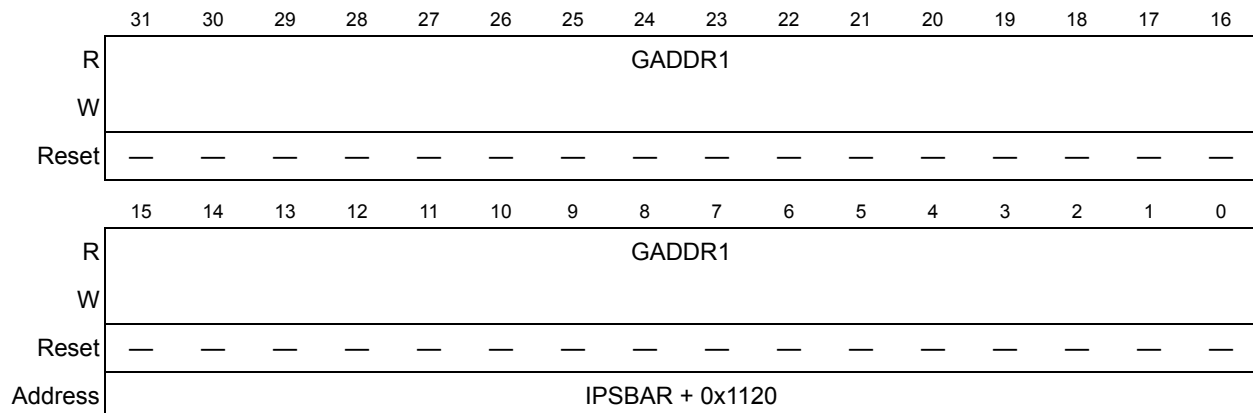 31 30 29 28 27 26 25 24 23 22 21 20 19 18 17 16
R GADDR1
W
Reset — — — — — — — — — — — — — — — —
15 14 13 12 11 10 9 8 7 6 5 4 3 2 1 0
R GADDR1
W
Reset — — — — — — — — — — — — — — — —
Address IPSBAR + 0x1120